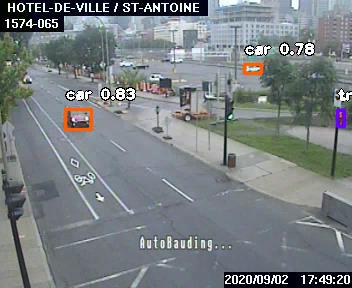 HOTEL-DE-VILLE / ST-ANTOINE
1574-065
car 0.78
car 0.83
tr
AutoBauding...
2020/09/02 17:49:20